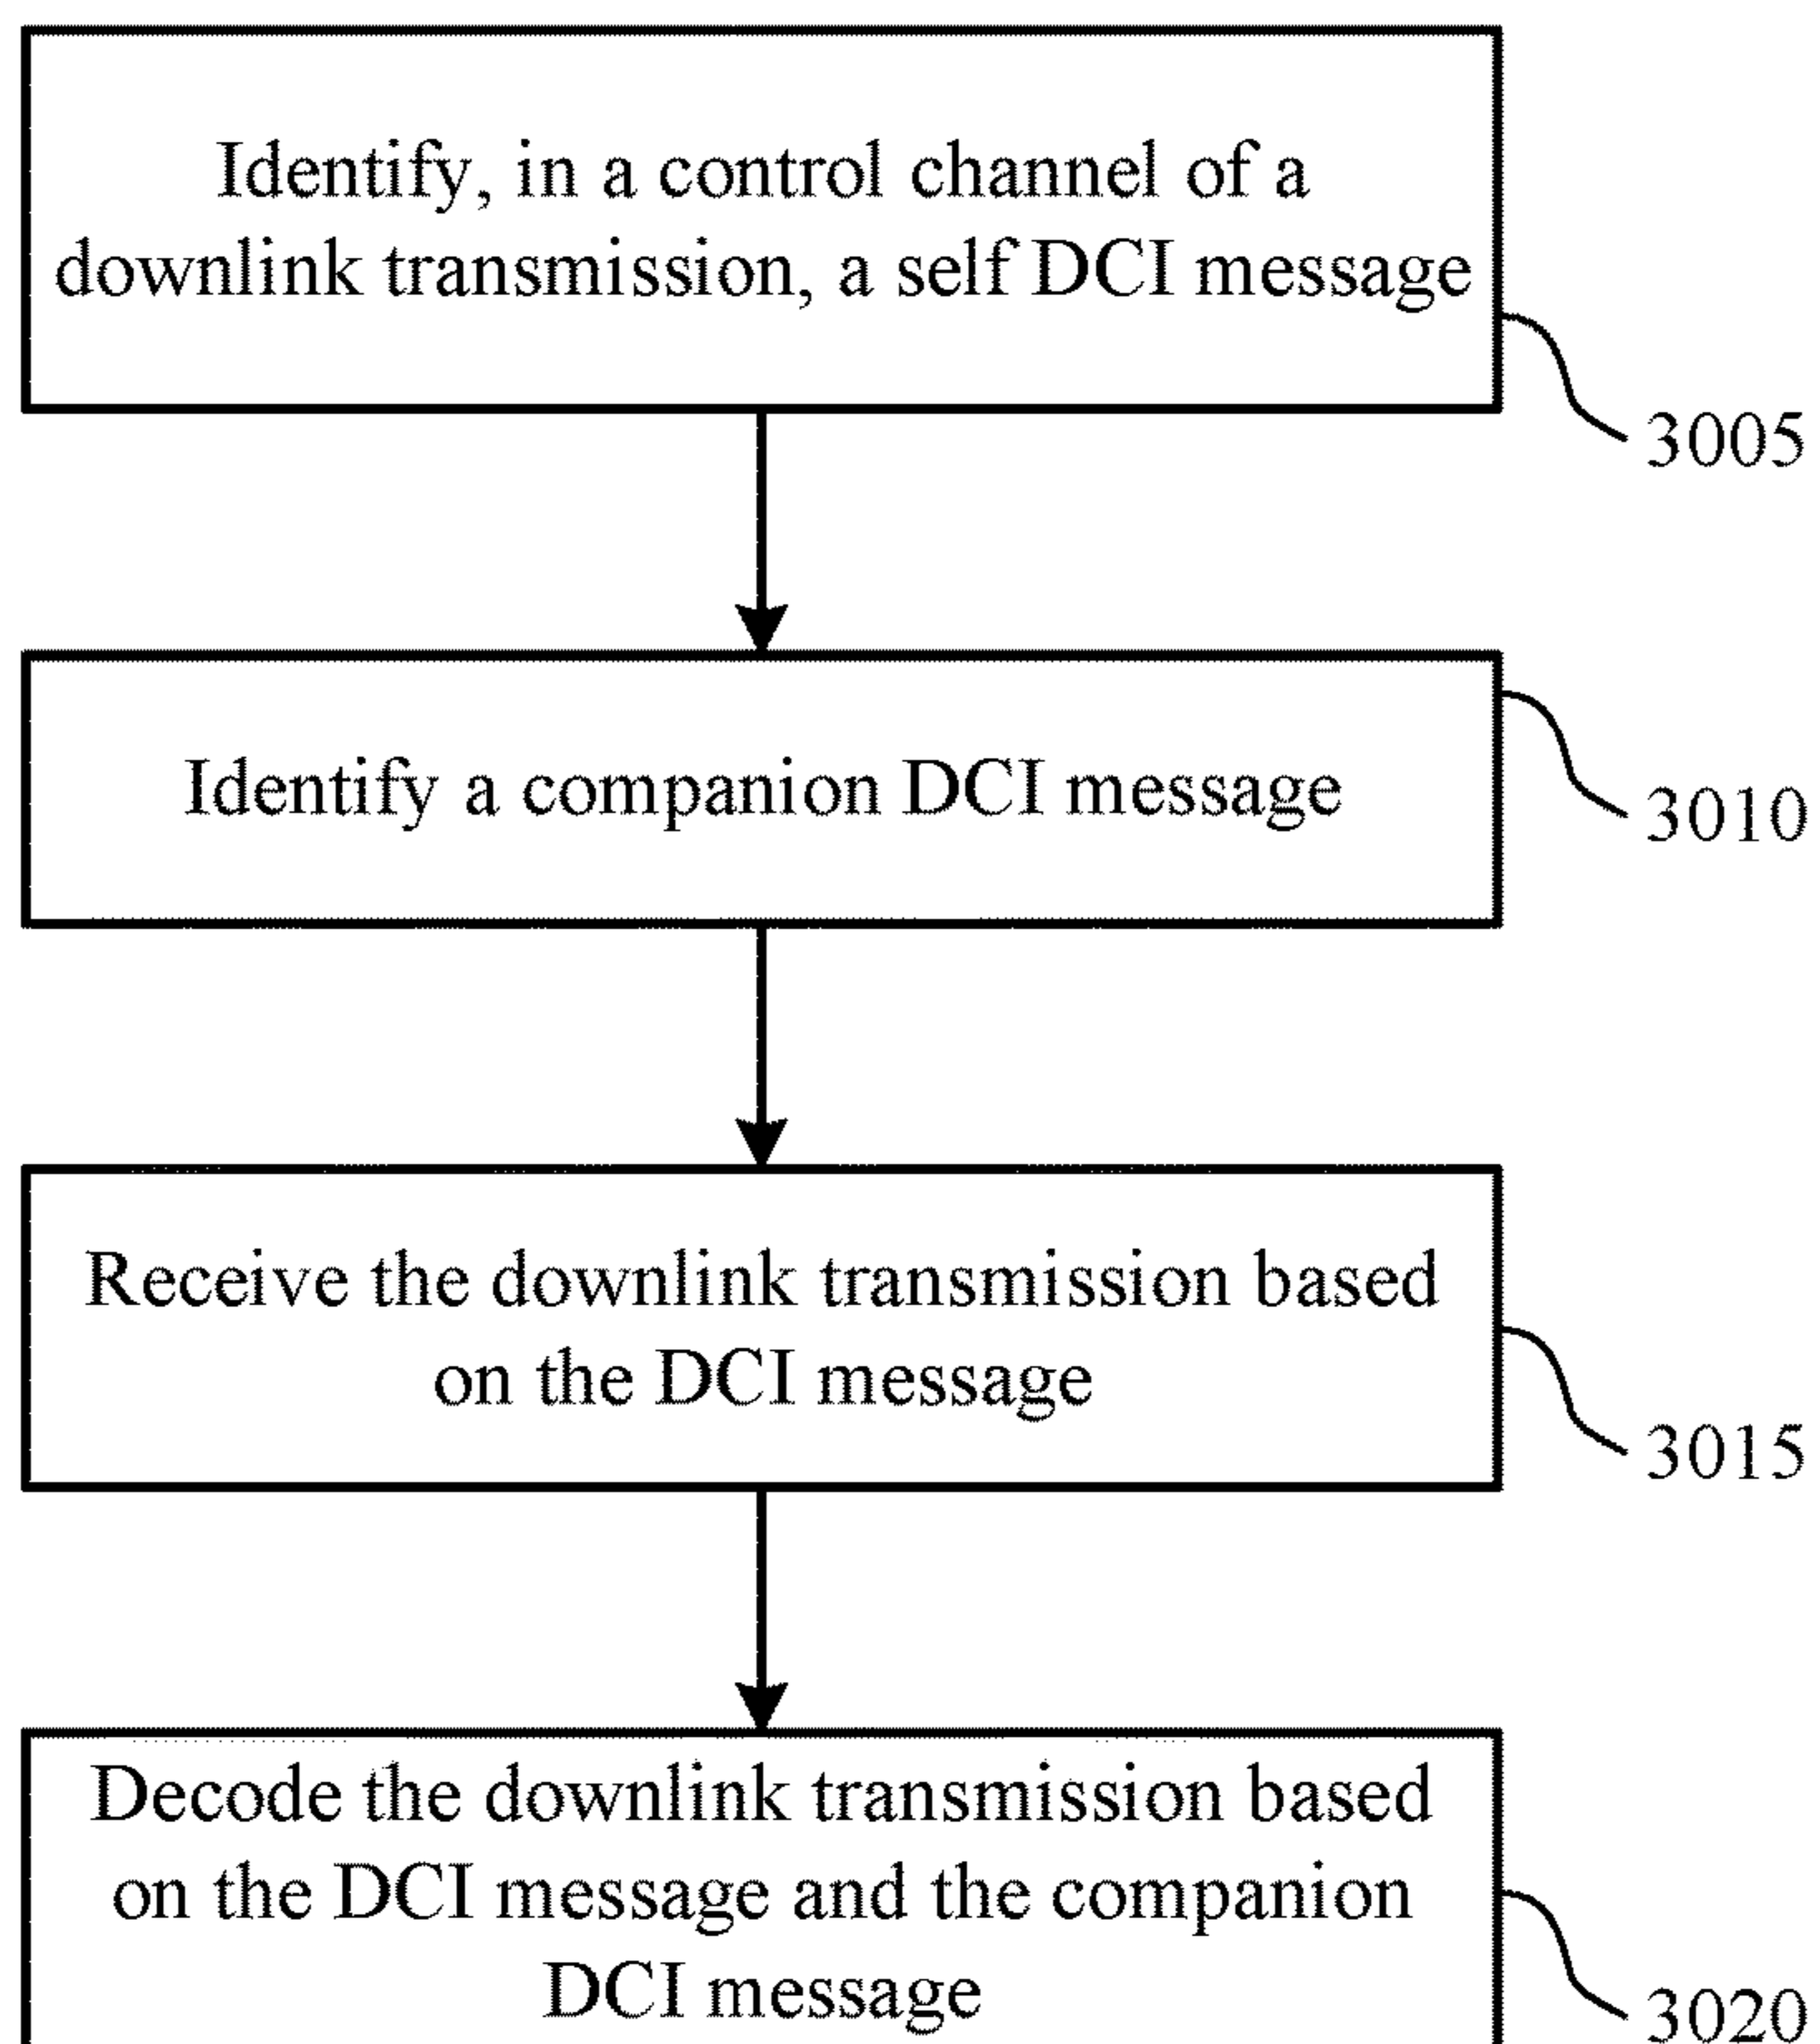 Identify, in a control channel of a
downlink transmission, a self DCI message
3005
Identify a companion DCI message
3010
Receive the downlink transmission based
on the DCI message
3015
Decode the downlink transmission based
on the DCI message and the companion
DCI message
3020